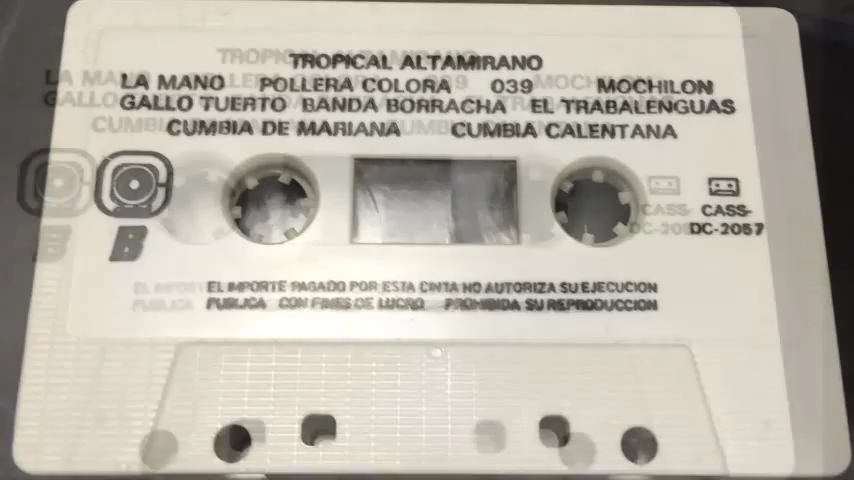 TROPICAL ALTAMIRANO
LA MANO POLLERA COLORA 039 MOCHILON
GALLO TUERTO BANDA BORRACHA EL TRABALENGUAS
CUMBIA DE MARIANA CUMBIA CALENTANA
B
CASS-
DC-2057
EL IMPORTE PAGADO POR ESTA CINTA NO AUTORIZA SU EJECUCION
PUBLICA CON FINES DE LUCRO PROHIBIDA SU REPRODUCCION